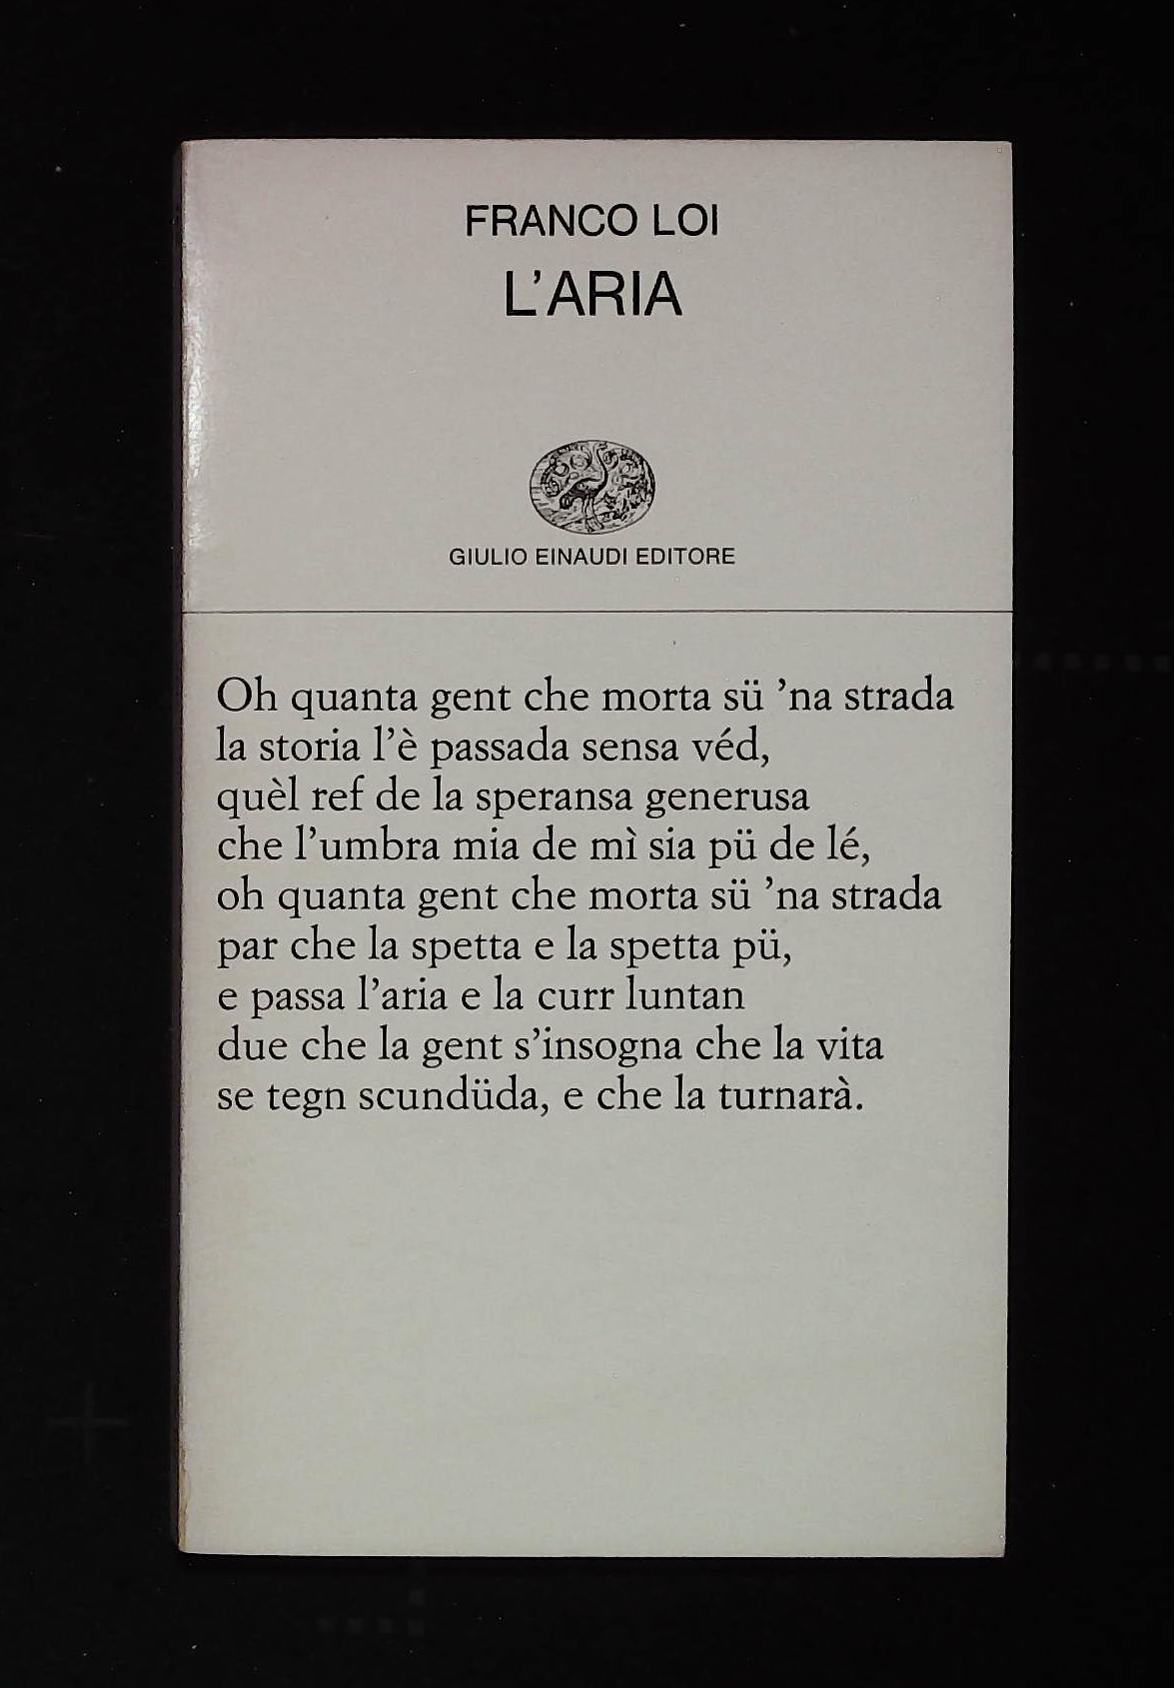 FRANCO LOI
L'ARIA
GIULIO EINAUDI EDITORE
Oh quanta gent che morta sü ’na strada
la storia l’è passada sensa véd,
quèl ref de la speransa generusa
che l’umbra mia de mì sia pü de lé,
oh quanta gent che morta sü ’na strada
par che la spetta e la spetta pü,
e passa l’aria e la curr luntan
due che la gent s’insogna che la vita
se tegn scundüda, e che la turnarà.